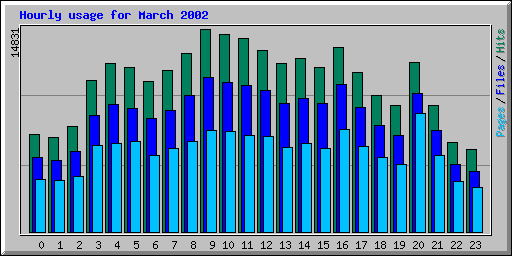 Hourly usage for March 2002
14831
Pages / Files / Hits
0 1 2 3 4 5 6 7 8 9 10 11 12 13 14 15 16 17 18 19 20 21 22 23